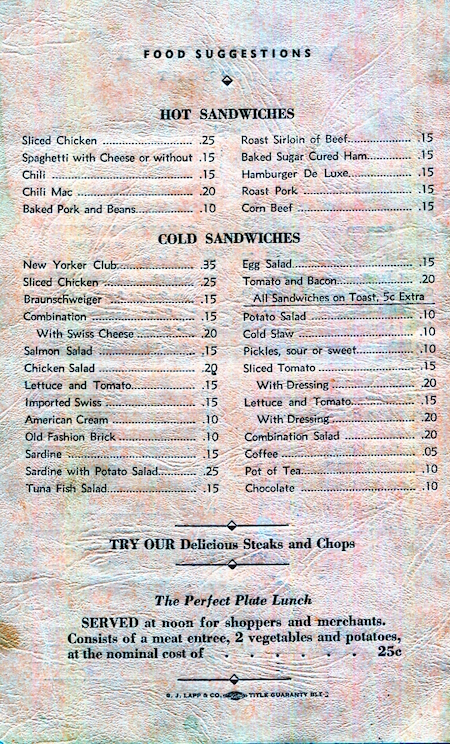 FOOD SUGGESTIONS
HOT SANDWICHES
Sliced Chicken .25
Spaghetti with Cheese or without .15
Chili .15
Chili Mac .20
Baked Pork and Beans .10
Roast Sirloin of Beef .15
Baked Sugar Cured Ham .15
Hamburger De Luxe .15
Roast Pork .15
Corn Beef .15
COLD SANDWICHES
New Yorker Club .35
Sliced Chicken .25
Braunschweiger .15
Combination .15
With Swiss Cheese .20
Salmon Salad .15
Chicken Salad .20
Lettuce and Tomato .15
Imported Swiss .15
American Cream .10
Old Fashion Brick .10
Sardine .15
Sardine with Potato Salad .25
Tuna Fish Salad .15
Egg Salad .15
Tomato and Bacon .20
All Sandwiches on Toast, 5c Extra
Potato Salad .10
Cold Slaw .10
Pickles, sour or sweet .10
Sliced Tomato .15
With Dressing .20
Lettuce and Tomato .15
With Dressing .20
Combination Salad .20
Coffee .05
Pot of Tea .10
Chocolate .10
TRY OUR Delicious Steaks and Chops
The Perfect Plate Lunch
SERVED at noon for shoppers and merchants.
Consists of a meat entree, 2 vegetables and potatoes,
at the nominal cost of . . . . . . . 25c
LAPP & CO. TITLE GUARANTY